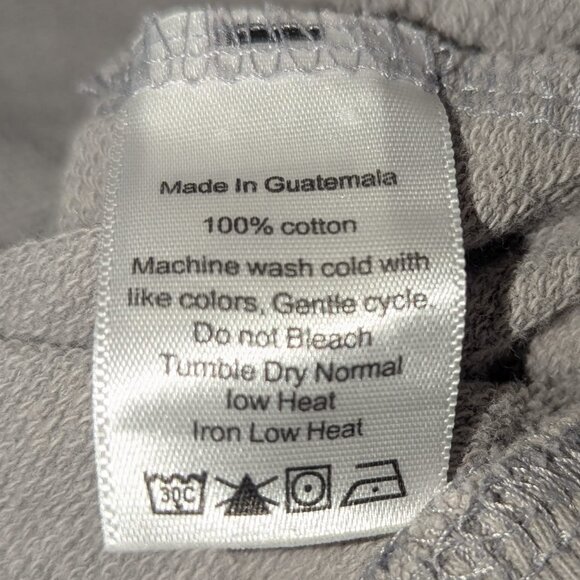 Made In Guatemala
100% cotton
Machine wash cold with
like colors, Gentle cycle.
Do not Bleach
Tumble Dry Normal
low Heat
Iron Low Heat
30C